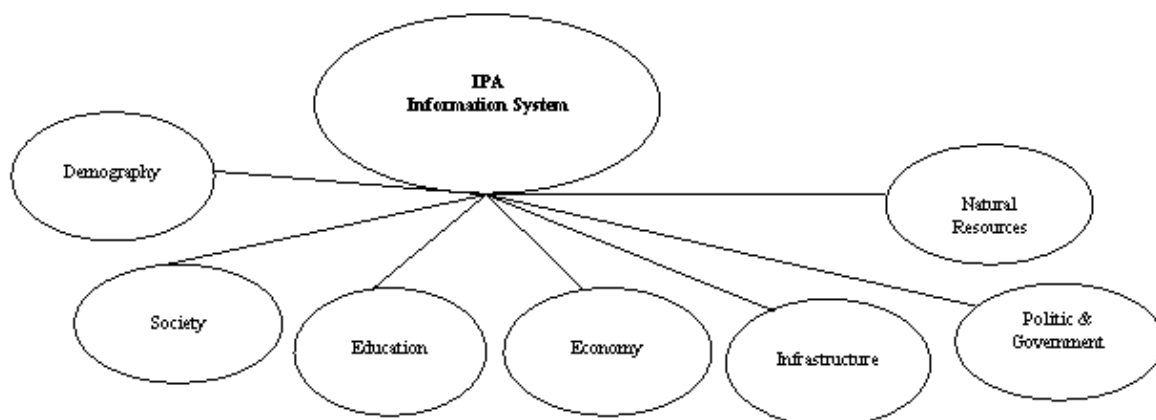 IPA
Information System
Demography
Natural
Resources
Society
Education
Economy
Infrastructure
Politic &
Government